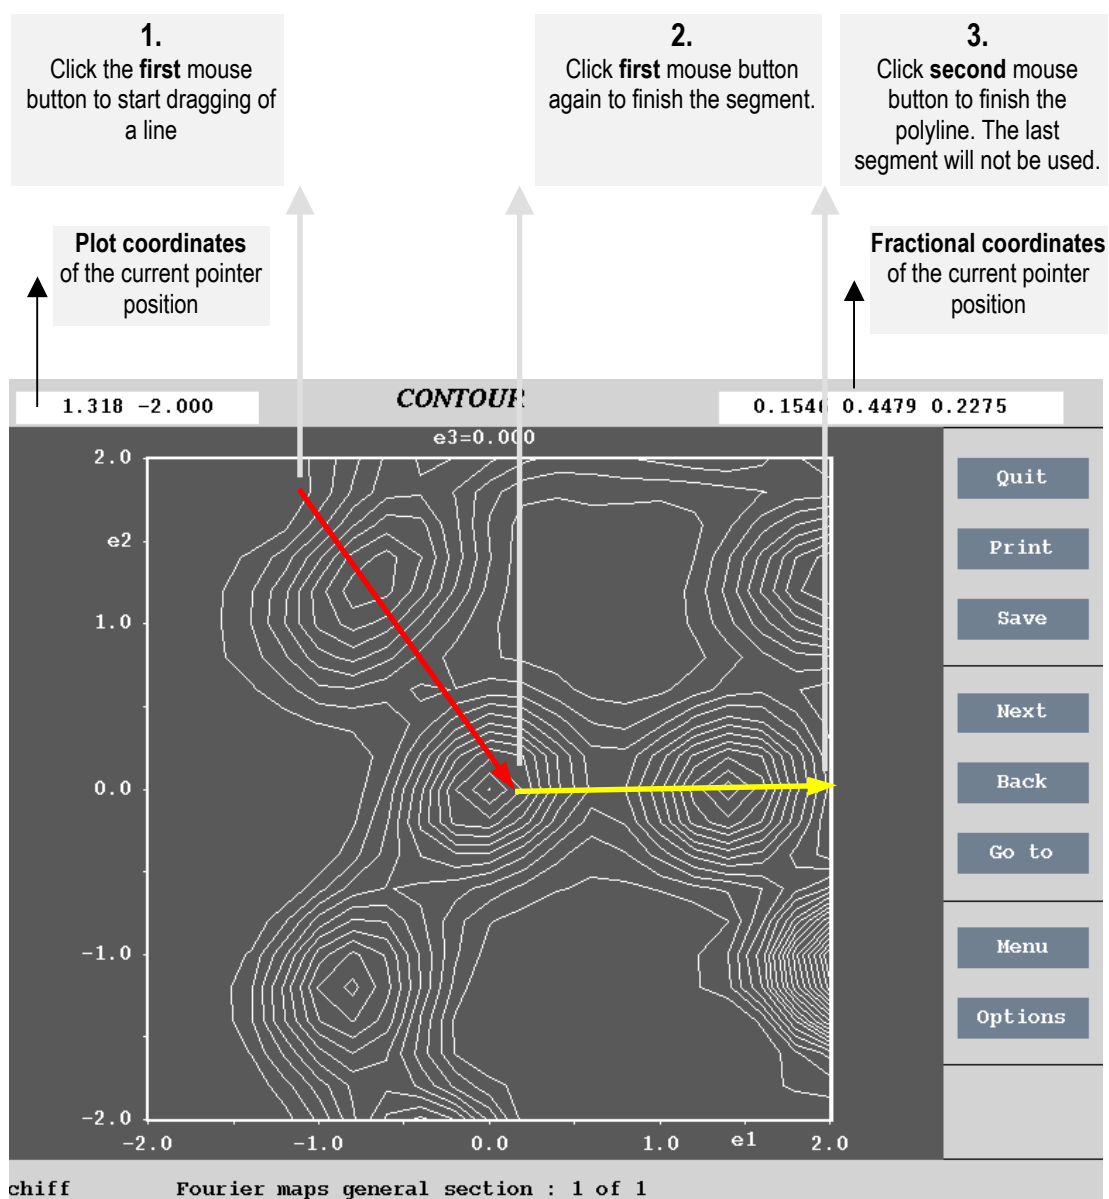 1.
Click the first mouse
button to start dragging of
a line
2.
Click first mouse button
again to finish the segment.
3.
Click second mouse
button to finish the
polyline. The last
segment will not be used.
Plot coordinates
of the current pointer
position
Fractional coordinates
of the current pointer
position
1.318 -2.000
CONTOUR
0.1546 0.4479 0.2275
e3=0.000
2.0
e2
1.0
0.0
-1.0
-2.0
-2.0 -1.0 0.0 1.0 e1 2.0
Quit
Print
Save
Next
Back
Go to
Menu
Options
chiff Fourier maps general section : 1 of 1